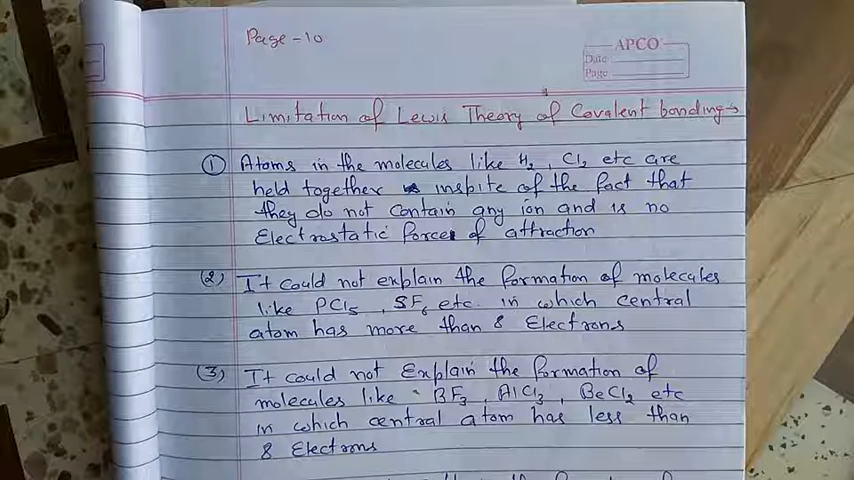 Page-10
APCO
Date
Page
Limitation of Lewis Theory of Covalent bonding→
① Atoms in the molecules like H₂, Cl₂ etc are
held together inspite of the fact that
they do not contain any ion and is no
Electrostatic forces of attraction
(2) It could not explain the formation of molecules
like PCl₅, SF₆ etc. in which central
atom has more than 8 Electrons
(3) It could not Explain the formation of
molecules like BF₃, AlCl₃, BeCl₂ etc
in which central atom has less than
8 Electrons